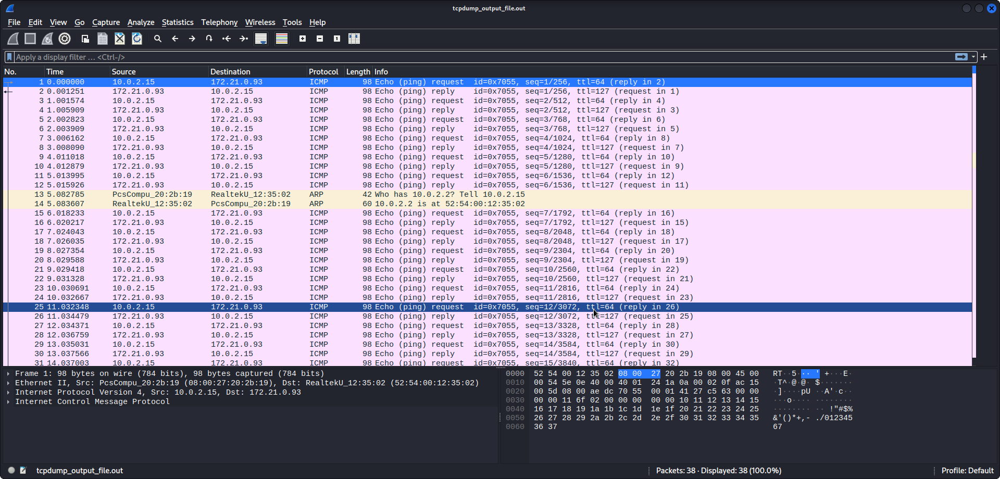 tcpdump_output_file.out
File Edit View Go Capture Analyze Statistics Telephony Wireless Tools Help
Apply a display filter … <Ctrl-/>
No. Time Source Destination Protocol Length Info
1 0.000000 10.0.2.15 172.21.0.93 ICMP 98 Echo (ping) request id=0x7055, seq=1/256, ttl=64 (reply in 2)
2 0.001251 172.21.0.93 10.0.2.15 ICMP 98 Echo (ping) reply id=0x7055, seq=1/256, ttl=127 (request in 1)
3 1.001574 10.0.2.15 172.21.0.93 ICMP 98 Echo (ping) request id=0x7055, seq=2/512, ttl=64 (reply in 4)
4 1.005909 172.21.0.93 10.0.2.15 ICMP 98 Echo (ping) reply id=0x7055, seq=2/512, ttl=127 (request in 3)
5 2.002823 10.0.2.15 172.21.0.93 ICMP 98 Echo (ping) request id=0x7055, seq=3/768, ttl=64 (reply in 6)
6 2.003909 172.21.0.93 10.0.2.15 ICMP 98 Echo (ping) reply id=0x7055, seq=3/768, ttl=127 (request in 5)
7 3.006162 10.0.2.15 172.21.0.93 ICMP 98 Echo (ping) request id=0x7055, seq=4/1024, ttl=64 (reply in 8)
8 3.008090 172.21.0.93 10.0.2.15 ICMP 98 Echo (ping) reply id=0x7055, seq=4/1024, ttl=127 (request in 7)
9 4.011018 10.0.2.15 172.21.0.93 ICMP 98 Echo (ping) request id=0x7055, seq=5/1280, ttl=64 (reply in 10)
10 4.012879 172.21.0.93 10.0.2.15 ICMP 98 Echo (ping) reply id=0x7055, seq=5/1280, ttl=127 (request in 9)
11 5.013995 10.0.2.15 172.21.0.93 ICMP 98 Echo (ping) request id=0x7055, seq=6/1536, ttl=64 (reply in 12)
12 5.015926 172.21.0.93 10.0.2.15 ICMP 98 Echo (ping) reply id=0x7055, seq=6/1536, ttl=127 (request in 11)
13 5.082785 PcsCompu_20:2b:19 RealtekU_12:35:02 ARP 42 Who has 10.0.2.2? Tell 10.0.2.15
14 5.083607 RealtekU_12:35:02 PcsCompu_20:2b:19 ARP 60 10.0.2.2 is at 52:54:00:12:35:02
15 6.018233 10.0.2.15 172.21.0.93 ICMP 98 Echo (ping) request id=0x7055, seq=7/1792, ttl=64 (reply in 16)
16 6.020217 172.21.0.93 10.0.2.15 ICMP 98 Echo (ping) reply id=0x7055, seq=7/1792, ttl=127 (request in 15)
17 7.024043 10.0.2.15 172.21.0.93 ICMP 98 Echo (ping) request id=0x7055, seq=8/2048, ttl=64 (reply in 18)
18 7.026035 172.21.0.93 10.0.2.15 ICMP 98 Echo (ping) reply id=0x7055, seq=8/2048, ttl=127 (request in 17)
19 8.027354 10.0.2.15 172.21.0.93 ICMP 98 Echo (ping) request id=0x7055, seq=9/2304, ttl=64 (reply in 20)
20 8.029588 172.21.0.93 10.0.2.15 ICMP 98 Echo (ping) reply id=0x7055, seq=9/2304, ttl=127 (request in 19)
21 9.029418 10.0.2.15 172.21.0.93 ICMP 98 Echo (ping) request id=0x7055, seq=10/2560, ttl=64 (reply in 22)
22 9.031328 172.21.0.93 10.0.2.15 ICMP 98 Echo (ping) reply id=0x7055, seq=10/2560, ttl=127 (request in 21)
23 10.030691 10.0.2.15 172.21.0.93 ICMP 98 Echo (ping) request id=0x7055, seq=11/2816, ttl=64 (reply in 24)
24 10.032667 172.21.0.93 10.0.2.15 ICMP 98 Echo (ping) reply id=0x7055, seq=11/2816, ttl=127 (request in 23)
25 11.032348 10.0.2.15 172.21.0.93 ICMP 98 Echo (ping) request id=0x7055, seq=12/3072, ttl=64 (reply in 26)
26 11.034479 172.21.0.93 10.0.2.15 ICMP 98 Echo (ping) reply id=0x7055, seq=12/3072, ttl=127 (request in 25)
27 12.034371 10.0.2.15 172.21.0.93 ICMP 98 Echo (ping) request id=0x7055, seq=13/3328, ttl=64 (reply in 28)
28 12.036759 172.21.0.93 10.0.2.15 ICMP 98 Echo (ping) reply id=0x7055, seq=13/3328, ttl=127 (request in 27)
29 13.035031 10.0.2.15 172.21.0.93 ICMP 98 Echo (ping) request id=0x7055, seq=14/3584, ttl=64 (reply in 30)
30 13.037566 172.21.0.93 10.0.2.15 ICMP 98 Echo (ping) reply id=0x7055, seq=14/3584, ttl=127 (request in 29)
31 14.037003 10.0.2.15 172.21.0.93 ICMP 98 Echo (ping) request id=0x7055, seq=15/3840, ttl=64 (reply in 32)
Frame 1: 98 bytes on wire (784 bits), 98 bytes captured (784 bits)
Ethernet II, Src: PcsCompu_20:2b:19 (08:00:27:20:2b:19), Dst: RealtekU_12:35:02 (52:54:00:12:35:02)
Internet Protocol Version 4, Src: 10.0.2.15, Dst: 172.21.0.93
Internet Control Message Protocol
0000 52 54 00 12 35 02 08 00 27 20 2b 19 08 00 45 00 RT··5··· ' +···E·
0010 00 54 5e 0e 40 00 40 01 24 1a 0a 00 02 0f ac 15 ·T^·@·@· $·······
0020 00 5d 08 00 ae dc 70 55 00 01 41 27 c5 63 00 00 ·]····pU ··A'·c··
0030 00 00 11 6f 02 00 00 00 00 00 10 11 12 13 14 15 ···o···· ········
0040 16 17 18 19 1a 1b 1c 1d 1e 1f 20 21 22 23 24 25 ········ ·· !"#$%
0050 26 27 28 29 2a 2b 2c 2d 2e 2f 30 31 32 33 34 35 &'()*+,- ./012345
0060 36 37 67
tcpdump_output_file.out
Packets: 38 · Displayed: 38 (100.0%)
Profile: Default